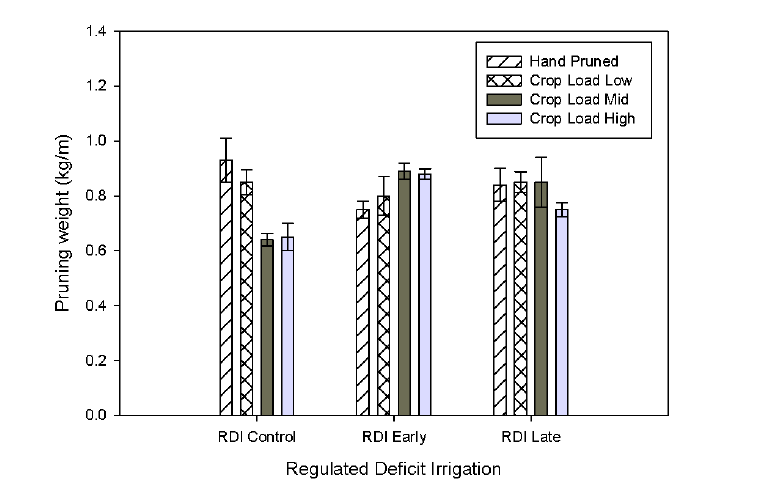 1.4
1.2
1.0
0.8
0.6
0.4
0.2
0.0
Pruning weight (kg/m)
Hand Pruned
Crop Load Low
Crop Load Mid
Crop Load High
RDI Control
RDI Early
RDI Late
Regulated Deficit Irrigation